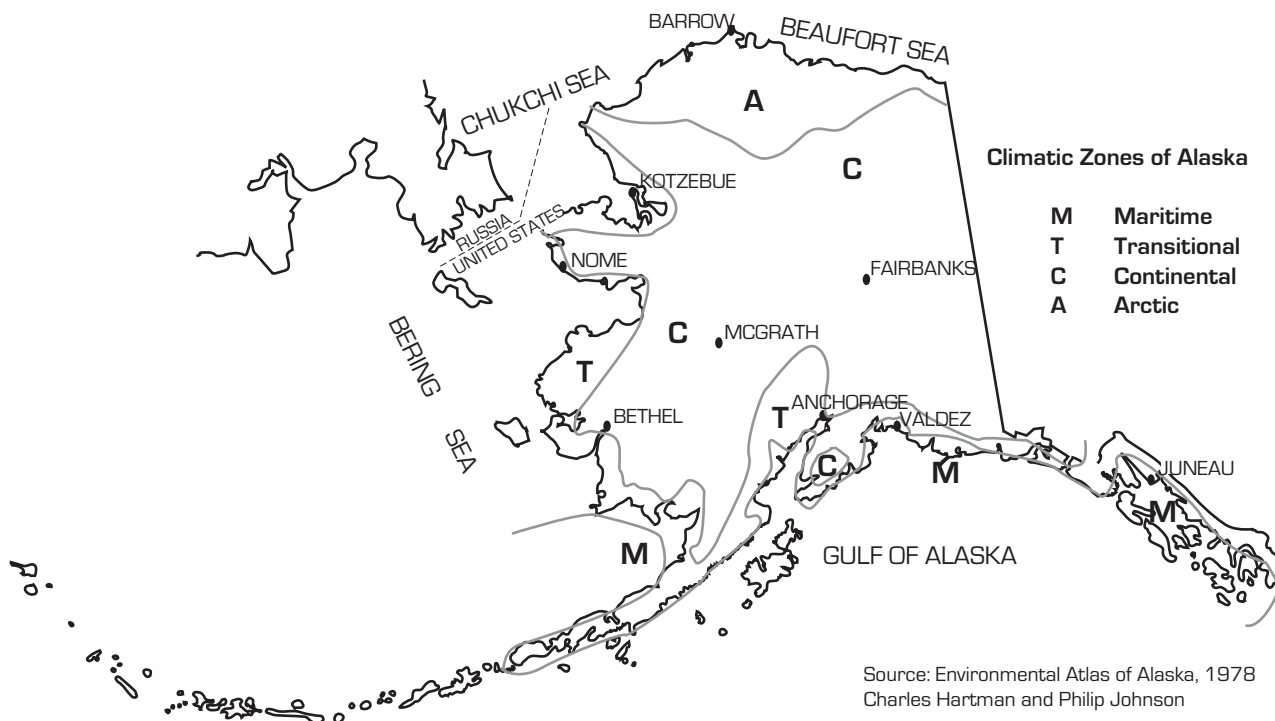 BARROW
BEAUFORT SEA
CHUKCHI SEA
A
C
Climatic Zones of Alaska
KOTZEBUE
M Maritime
T Transitional
C Continental
A Arctic
RUSSIA
UNITED STATES
NOME
FAIRBANKS
BERING SEA
C
MCGRATH
T
T
ANCHORAGE
BETHEL
VALDEZ
C
M
JUNEAU
M
M
GULF OF ALASKA
Source: Environmental Atlas of Alaska, 1978
Charles Hartman and Philip Johnson